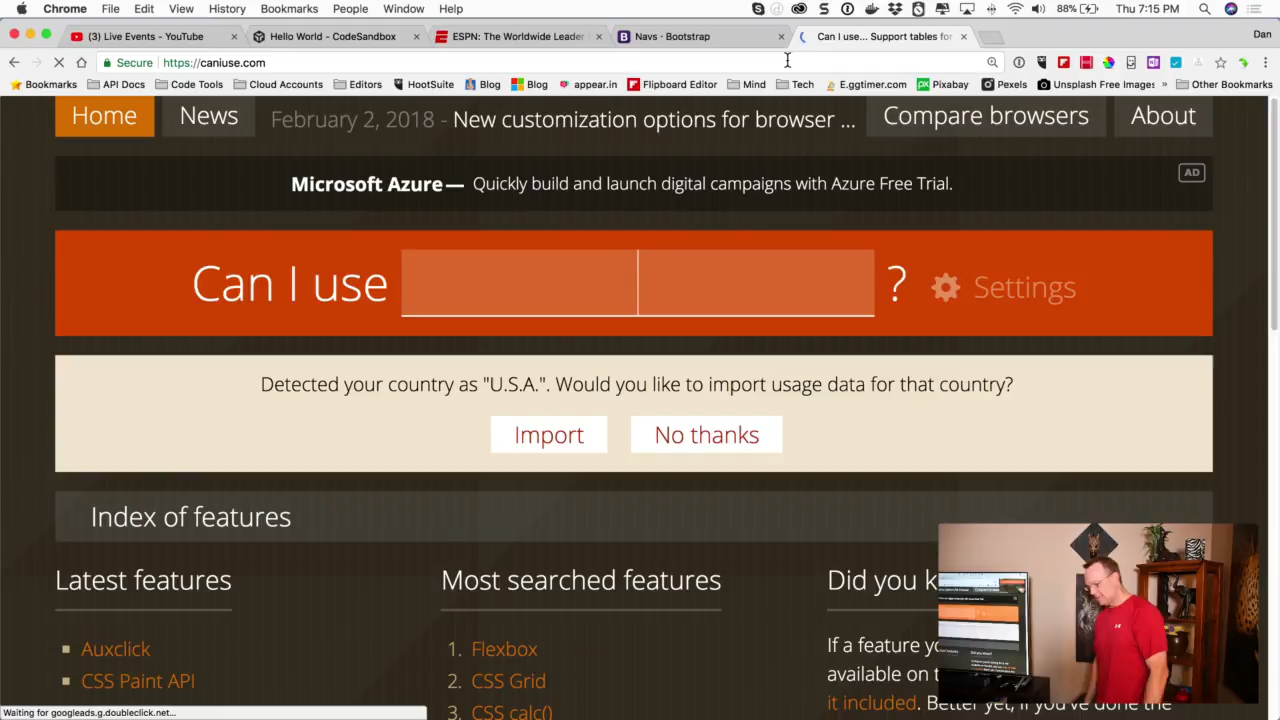 Chrome File Edit View History Bookmarks People Window Help 88% Thu 7:15 PM
(3) Live Events - YouTube Hello World - CodeSandbox ESPN: The Worldwide Leader Navs · Bootstrap Can I use... Support tables for Dan
Secure https://caniuse.com
Bookmarks API Docs Code Tools Cloud Accounts Editors HootSuite Blog Blog appear.in Flipboard Editor Mind Tech E.ggtimer.com Pixabay Pexels Unsplash Free Images » Other Bookmarks
Home News February 2, 2018 - New customization options for browser ... Compare browsers About
Microsoft Azure— Quickly build and launch digital campaigns with Azure Free Trial. AD
Can I use ? Settings
Detected your country as "U.S.A.". Would you like to import usage data for that country?
Import No thanks
Index of features
Latest features Most searched features Did you k
Auxclick 1. Flexbox If a feature yo
CSS Paint API 2. CSS Grid available on t
3. CSS calc() it included. Better yet, if you've done the
Waiting for googleads.g.doubleclick.net...